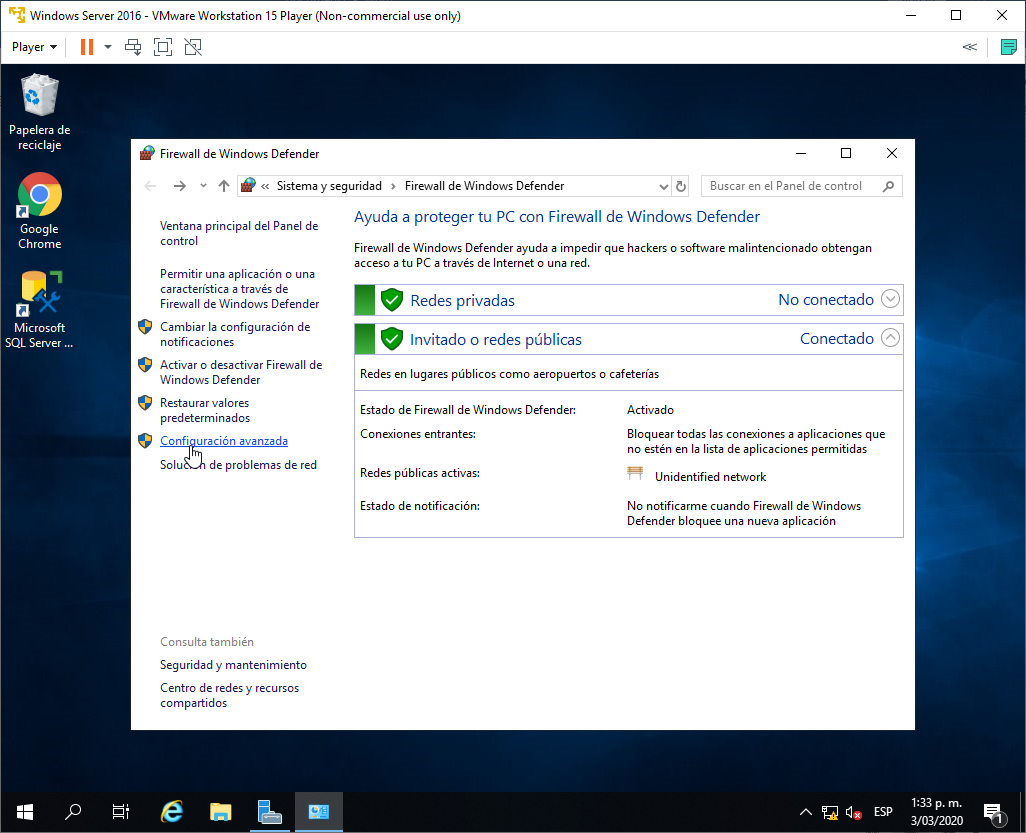 Windows Server 2016 - VMware Workstation 15 Player (Non-commercial use only)
Player
Papelera de
reciclaje
Google
Chrome
Microsoft
SQL Server ...
Firewall de Windows Defender
« Sistema y seguridad › Firewall de Windows Defender
Buscar en el Panel de control
Ventana principal del Panel de
control
Permitir una aplicación o una
característica a través de
Firewall de Windows Defender
Cambiar la configuración de
notificaciones
Activar o desactivar Firewall de
Windows Defender
Restaurar valores
predeterminados
Configuración avanzada
Solución de problemas de red
Consulta también
Seguridad y mantenimiento
Centro de redes y recursos
compartidos
Ayuda a proteger tu PC con Firewall de Windows Defender
Firewall de Windows Defender ayuda a impedir que hackers o software malintencionado obtengan
acceso a tu PC a través de Internet o una red.
Redes privadas No conectado
Invitado o redes públicas Conectado
Redes en lugares públicos como aeropuertos o cafeterías
Estado de Firewall de Windows Defender: Activado
Conexiones entrantes: Bloquear todas las conexiones a aplicaciones que
no estén en la lista de aplicaciones permitidas
Redes públicas activas: Unidentified network
Estado de notificación: No notificarme cuando Firewall de Windows
Defender bloquee una nueva aplicación
ESP
1:33 p. m.
3/03/2020
1